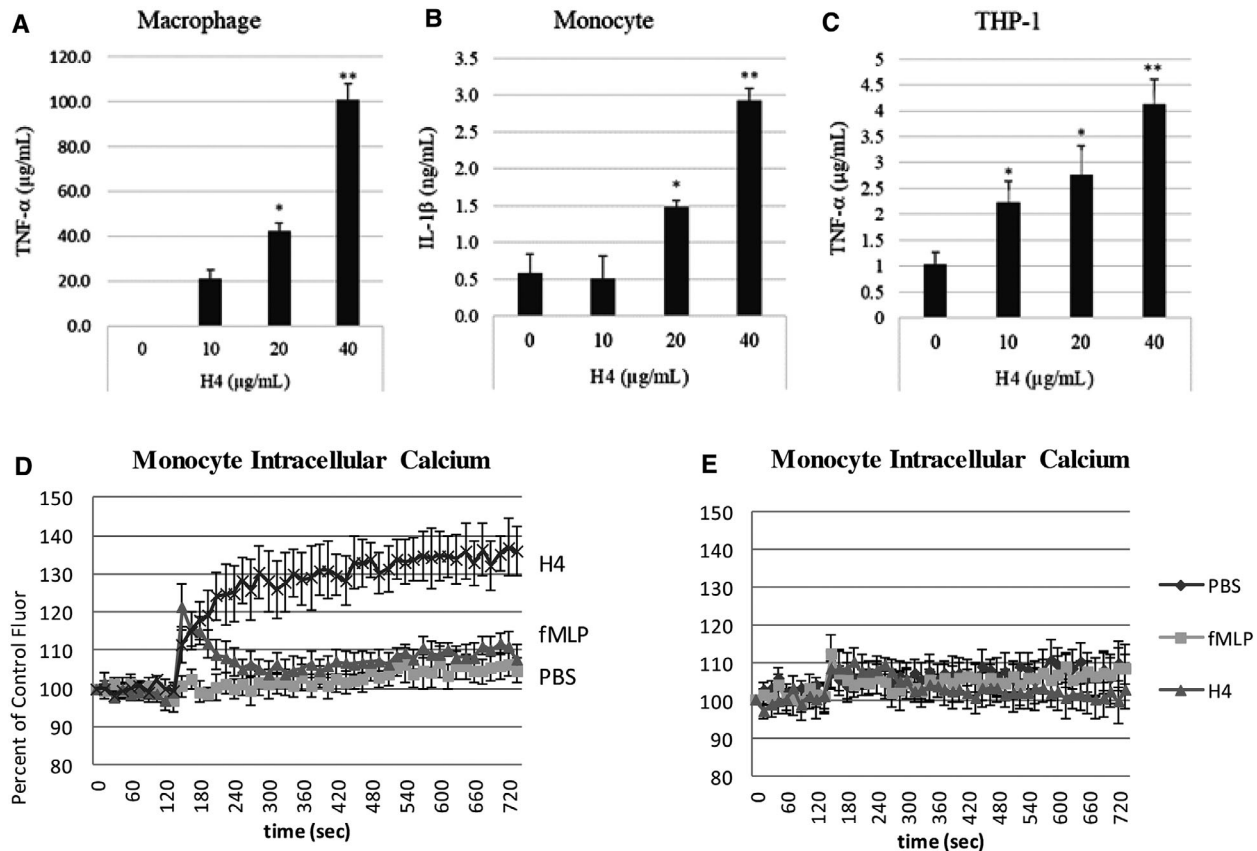 A
Macrophage
TNF-α (µg/mL)
120.0
100.0
80.0
60.0
40.0
20.0
0.0
*
**
0 10 20 40
H4 (µg/mL)
B
Monocyte
IL-1β (ng/mL)
3.5
3.0
2.5
2.0
1.5
1.0
0.5
0.0
*
**
0 10 20 40
H4 (µg/mL)
C
THP-1
TNF-α (µg/mL)
5
4.5
4
3.5
3
2.5
2
1.5
1
0.5
0
*
*
**
0 10 20 40
H4 (µg/mL)
D
Monocyte Intracellular Calcium
Percent of Control Fluor
150
140
130
120
110
100
90
80
H4
fMLP
PBS
0 60 120 180 240 300 360 420 480 540 600 660 720
time (sec)
E
Monocyte Intracellular Calcium
150
140
130
120
110
100
90
80
PBS
fMLP
H4
0 60 120 180 240 300 360 420 480 540 600 660 720
time (sec)